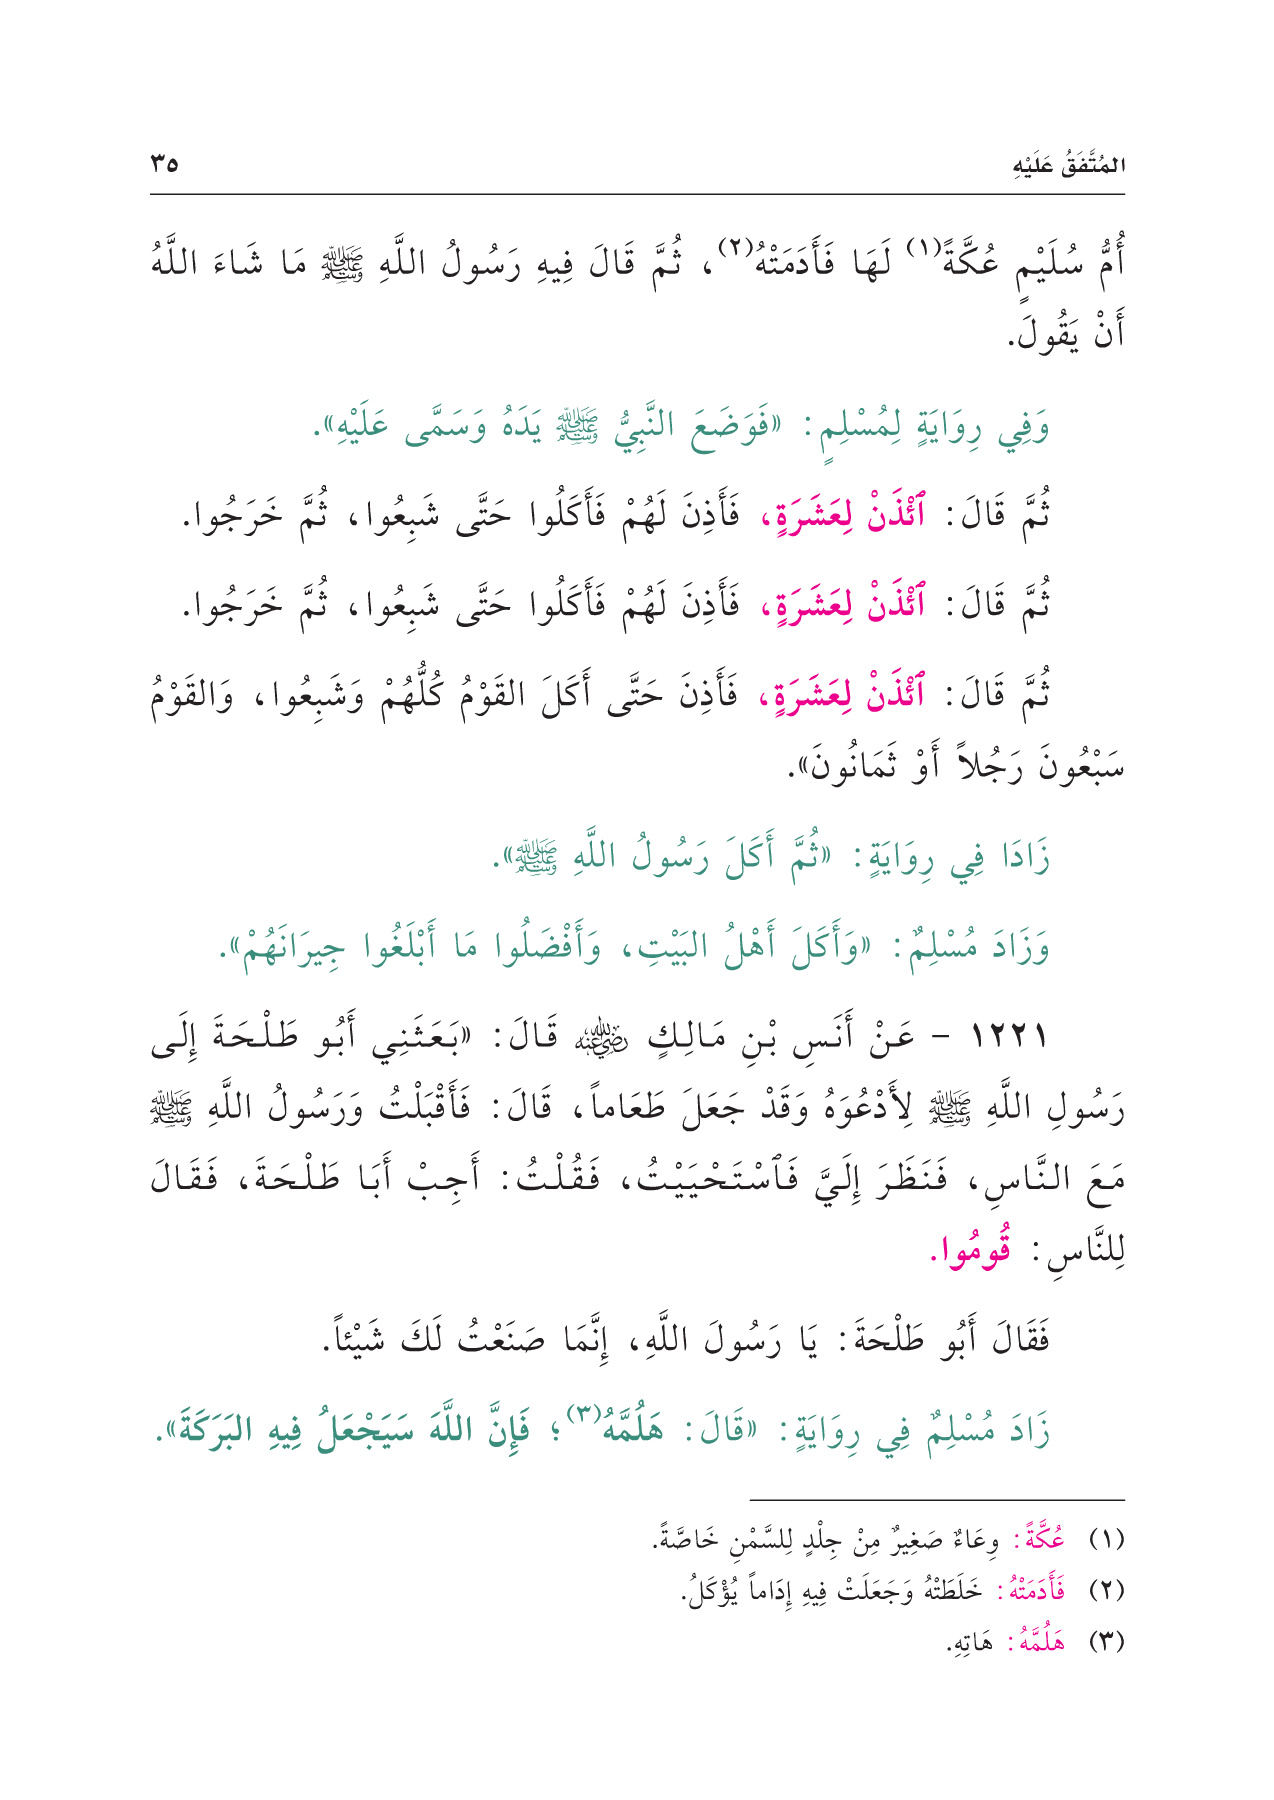 المُتَّفَقُ عَلَيْهِ ٣٥
أُمُّ سُلَيْمٍ عُكَّةً(١) لَهَا فَأَدَمَتْهُ(٢)، ثُمَّ قَالَ فِيهِ رَسُولُ اللَّهِ ﷺ مَا شَاءَ اللَّهُ
أَنْ يَقُولَ.
وَفِي رِوَايَةٍ لِمُسْلِمٍ: «فَوَضَعَ النَّبِيُّ ﷺ يَدَهُ وَسَمَّى عَلَيْهِ».
ثُمَّ قَالَ: ٱئْذَنْ لِعَشَرَةٍ، فَأَذِنَ لَهُمْ فَأَكَلُوا حَتَّى شَبِعُوا، ثُمَّ خَرَجُوا.
ثُمَّ قَالَ: ٱئْذَنْ لِعَشَرَةٍ، فَأَذِنَ لَهُمْ فَأَكَلُوا حَتَّى شَبِعُوا، ثُمَّ خَرَجُوا.
ثُمَّ قَالَ: ٱئْذَنْ لِعَشَرَةٍ، فَأَذِنَ حَتَّى أَكَلَ القَوْمُ كُلُّهُمْ وَشَبِعُوا، وَالقَوْمُ
سَبْعُونَ رَجُلاً أَوْ ثَمَانُونَ».
زَادَا فِي رِوَايَةٍ: «ثُمَّ أَكَلَ رَسُولُ اللَّهِ ﷺ».
وَزَادَ مُسْلِمٌ: «وَأَكَلَ أَهْلُ البَيْتِ، وَأَفْضَلُوا مَا أَبْلَغُوا جِيرَانَهُمْ».
١٢٢١ - عَنْ أَنَسِ بْنِ مَالِكٍ رضي الله عنه قَالَ: «بَعَثَنِي أَبُو طَلْحَةَ إِلَى
رَسُولِ اللَّهِ ﷺ لِأَدْعُوَهُ وَقَدْ جَعَلَ طَعَاماً، قَالَ: فَأَقْبَلْتُ وَرَسُولُ اللَّهِ ﷺ
مَعَ النَّاسِ، فَنَظَرَ إِلَيَّ فَٱسْتَحْيَيْتُ، فَقُلْتُ: أَجِبْ أَبَا طَلْحَةَ، فَقَالَ
لِلنَّاسِ: قُومُوا.
فَقَالَ أَبُو طَلْحَةَ: يَا رَسُولَ اللَّهِ، إِنَّمَا صَنَعْتُ لَكَ شَيْئاً.
زَادَ مُسْلِمٌ فِي رِوَايَةٍ: «قَالَ: هَلُمَّهُ(٣)؛ فَإِنَّ اللَّهَ سَيَجْعَلُ فِيهِ البَرَكَةَ».
(١) عُكَّةً: وِعَاءٌ صَغِيرٌ مِنْ جِلْدٍ لِلسَّمْنِ خَاصَّةً.
(٢) فَأَدَمَتْهُ: خَلَطَتْهُ وَجَعَلَتْ فِيهِ إِدَاماً يُؤْكَلُ.
(٣) هَلُمَّهُ: هَاتِهِ.